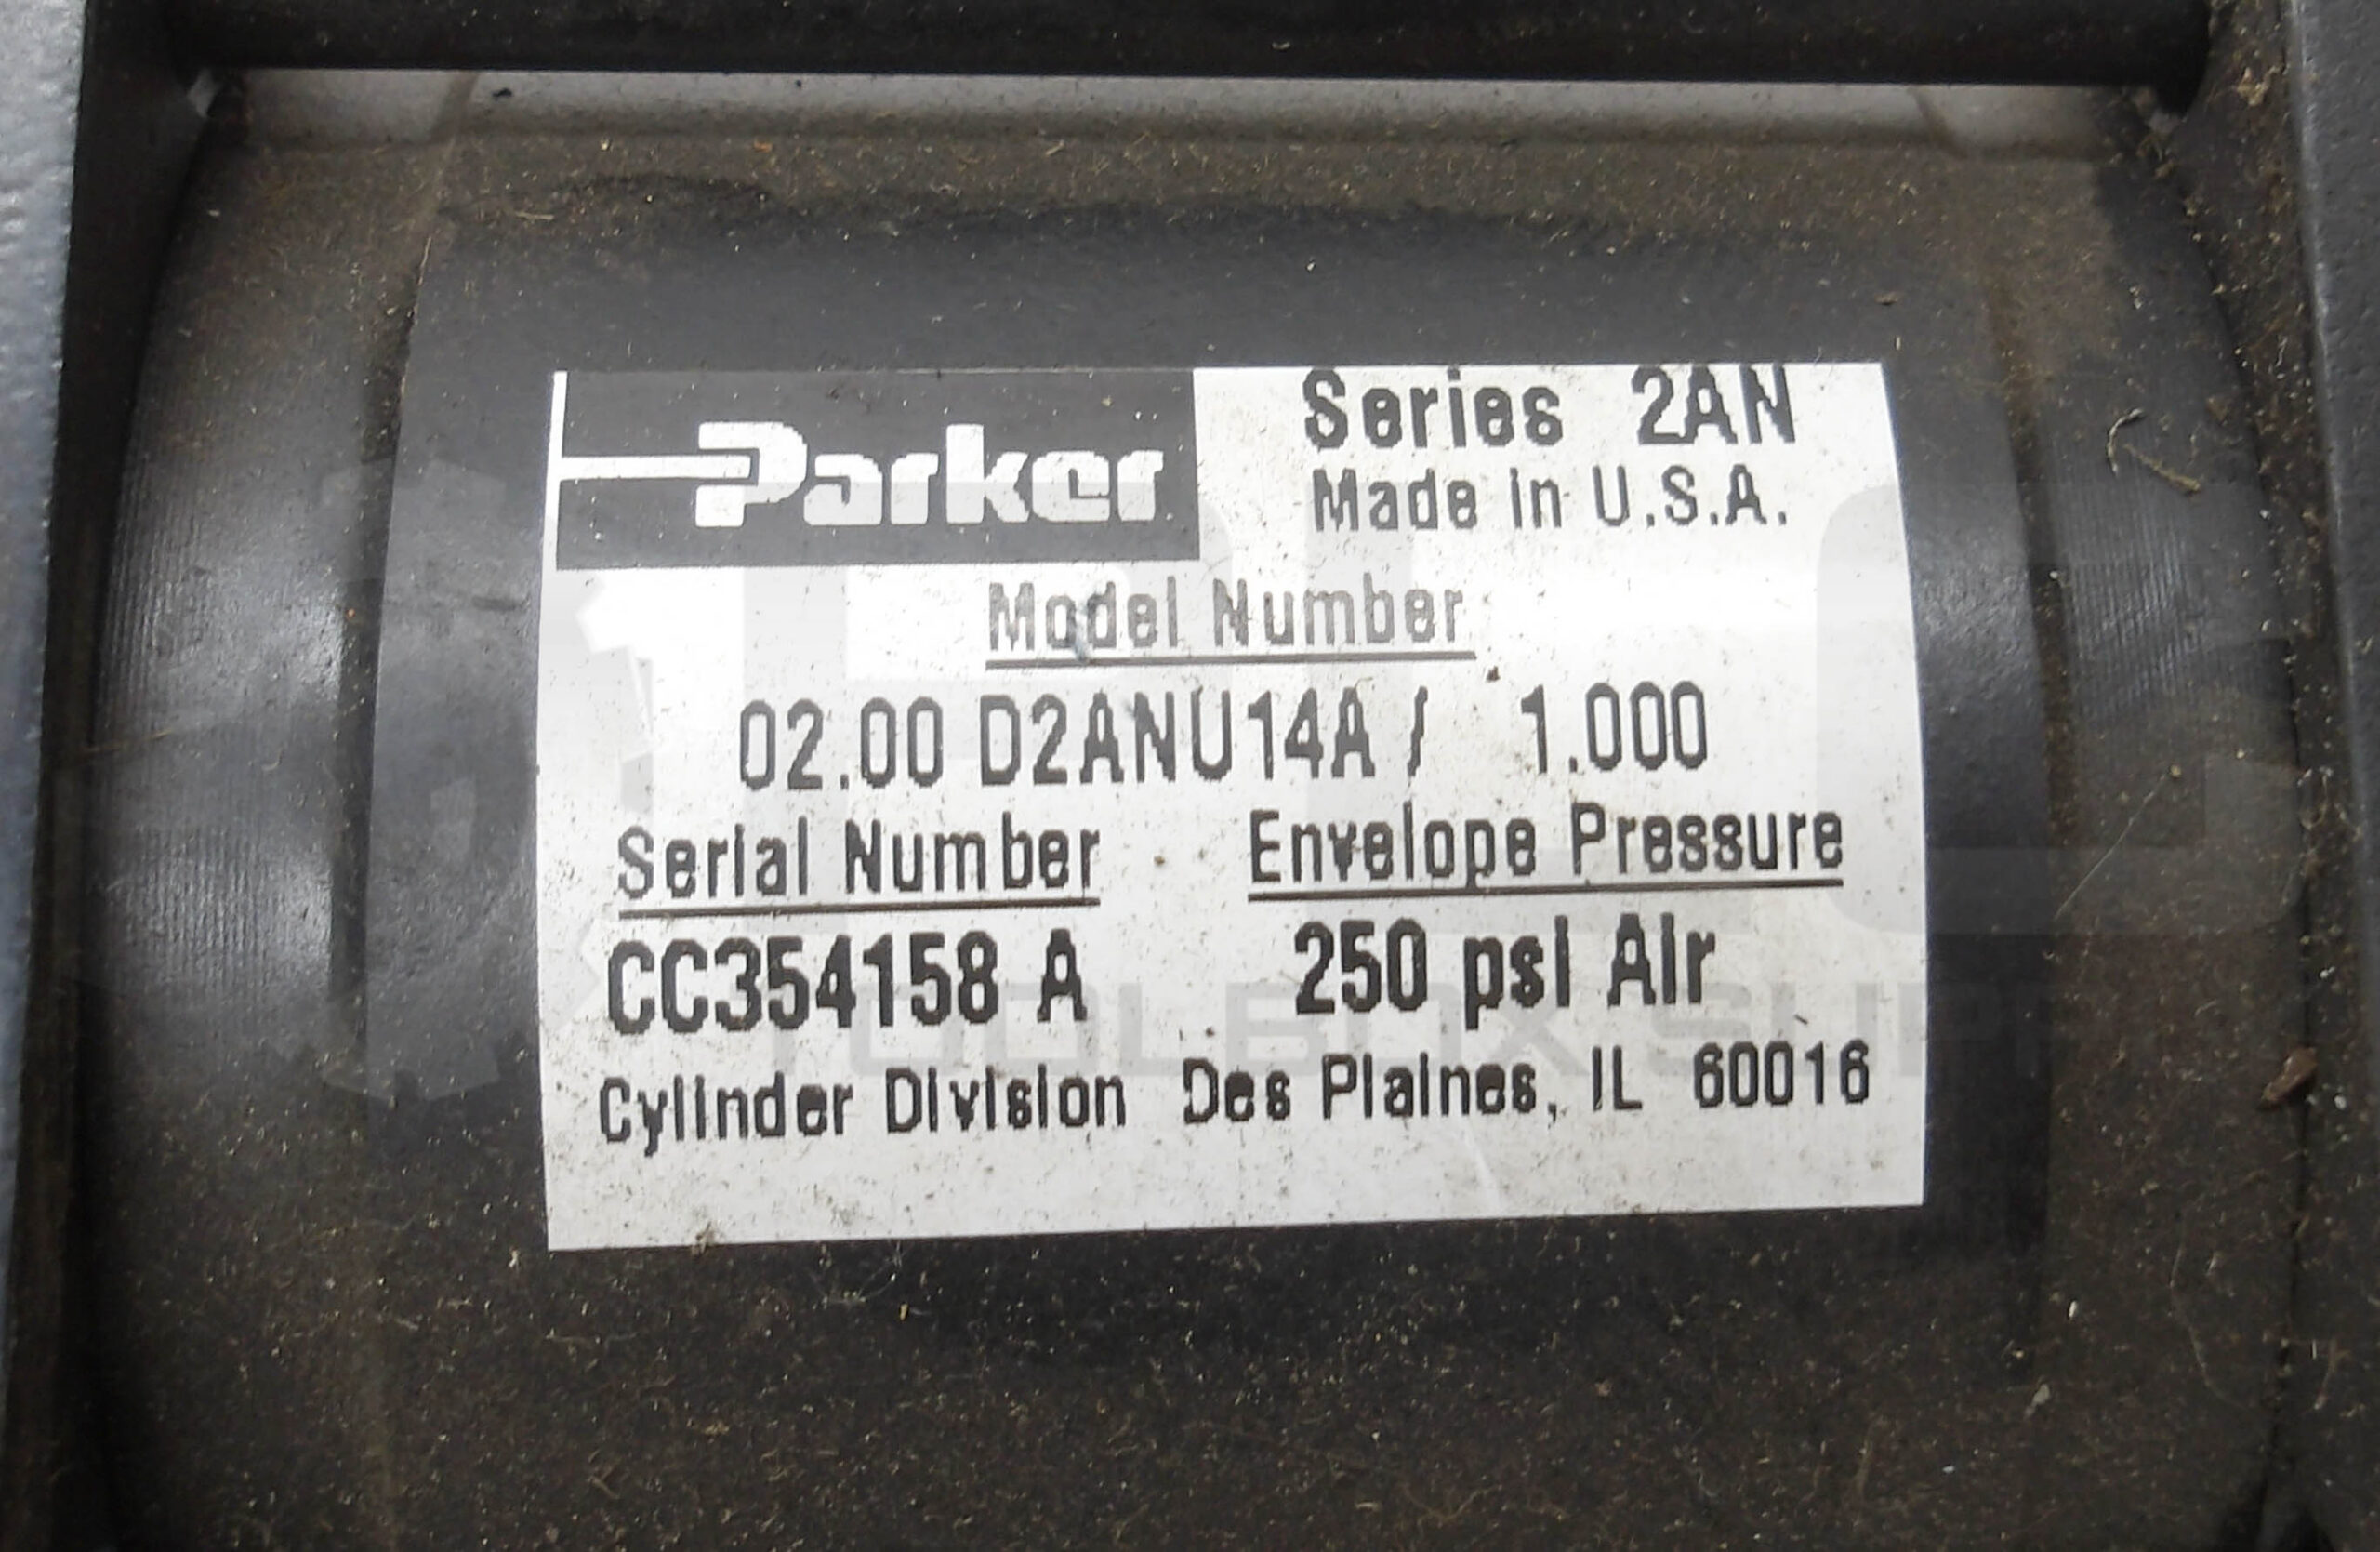 Parker
Series 2AN
Made in U.S.A.
Model Number
02.00 D2ANU14A / 1.000
Serial Number Envelope Pressure
CC354158 A 250 psi Air
Cylinder Division Des Plaines, IL 60016